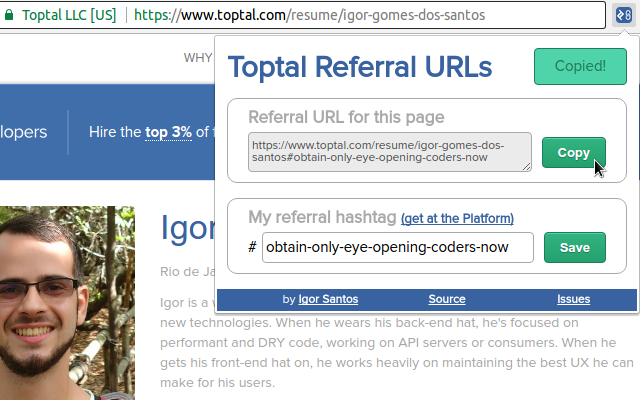 Toptal LLC [US] https://www.toptal.com/resume/igor-gomes-dos-santos
WHY
Toptal Referral URLs
Copied!
Referral URL for this page
https://www.toptal.com/resume/igor-gomes-dos-
santos#obtain-only-eye-opening-coders-now
Copy
My referral hashtag (get at the Platform)
# obtain-only-eye-opening-coders-now
Save
by Igor Santos Source Issues
lopers
Hire the top 3% of f
Igor
Rio de Ja
Igor is a
new technologies. When he wears his back-end hat, he's focused on
performant and DRY code, working on API servers or consumers. When he
gets his front-end hat on, he works heavily on maintaining the best UX he can
make for his users.